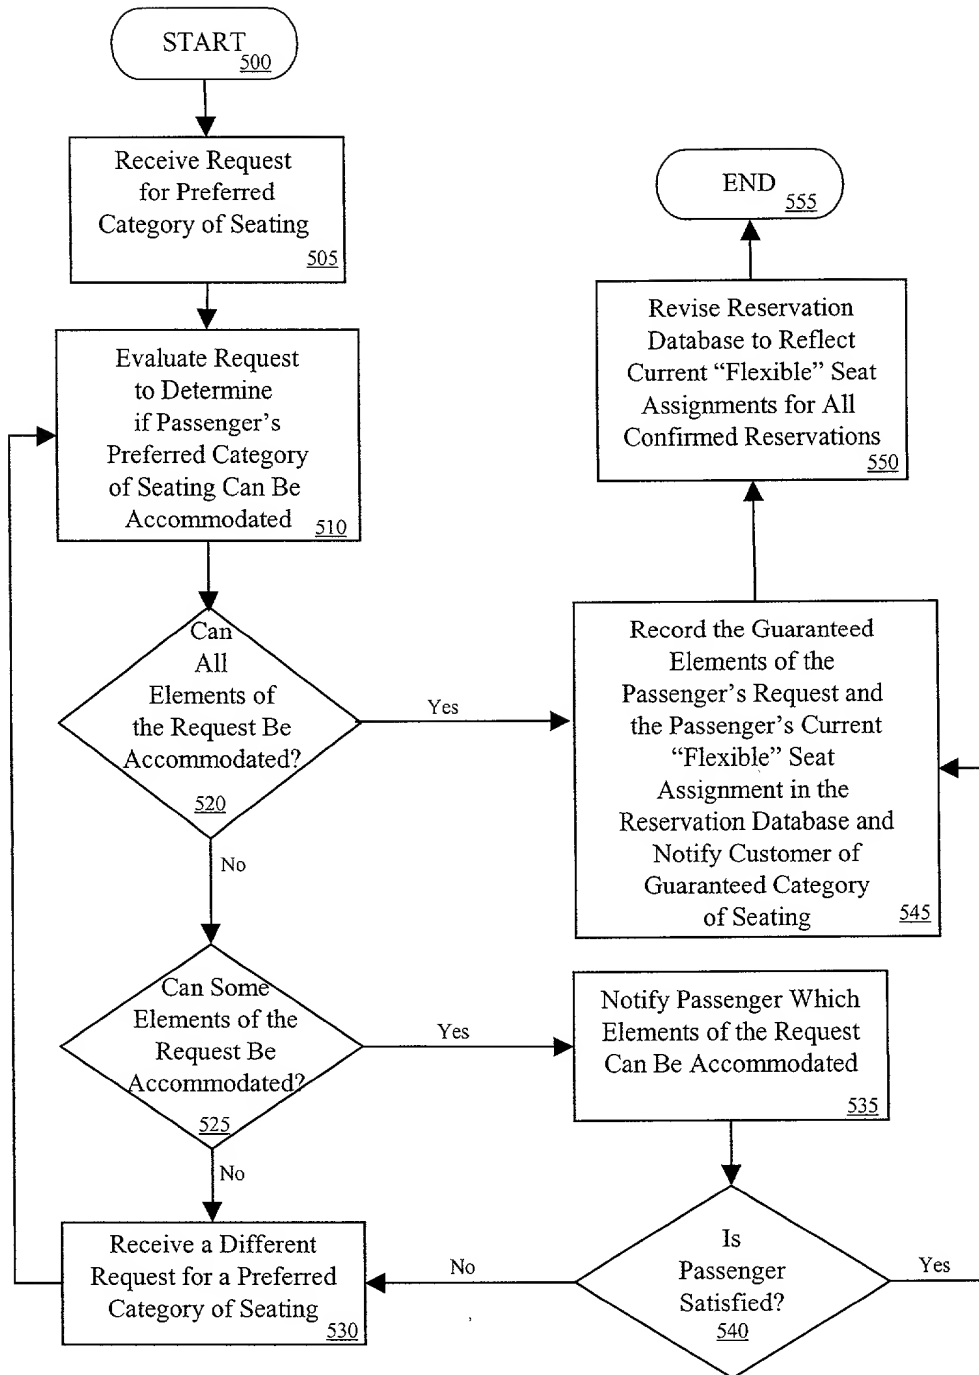 START
500
Receive Request
for Preferred
Category of Seating
505
Evaluate Request
to Determine
if Passenger's
Preferred Category
of Seating Can Be
Accommodated
510
Can
All
Elements of
the Request Be
Accommodated?
520
Yes
No
Can Some
Elements of the
Request Be
Accommodated?
525
Yes
No
Receive a Different
Request for a Preferred
Category of Seating
530
Notify Passenger Which
Elements of the Request
Can Be Accommodated
535
Is
Passenger
Satisfied?
540
No
Yes
Record the Guaranteed
Elements of the
Passenger's Request and
the Passenger's Current
“Flexible” Seat
Assignment in the
Reservation Database and
Notify Customer of
Guaranteed Category
of Seating
545
Revise Reservation
Database to Reflect
Current “Flexible” Seat
Assignments for All
Confirmed Reservations
550
END
555